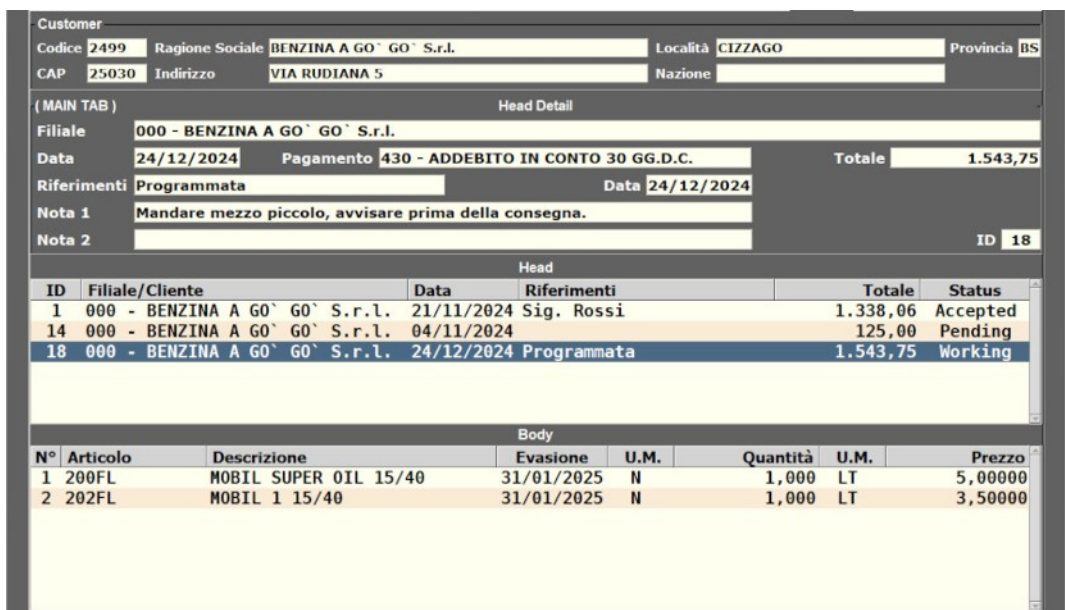 Customer
Codice 2499 Ragione Sociale BENZINA A GO` GO` S.r.l. Località CIZZAGO Provincia BS
CAP 25030 Indirizzo VIA RUDIANA 5 Nazione
( MAIN TAB ) Head Detail
Filiale 000 - BENZINA A GO` GO` S.r.l.
Data 24/12/2024 Pagamento 430 - ADDEBITO IN CONTO 30 GG.D.C. Totale 1.543,75
Riferimenti Programmata Data 24/12/2024
Nota 1 Mandare mezzo piccolo, avvisare prima della consegna.
Nota 2 ID 18
Head
ID Filiale/Cliente Data Riferimenti Totale Status
1 000 - BENZINA A GO` GO` S.r.l. 21/11/2024 Sig. Rossi 1.338,06 Accepted
14 000 - BENZINA A GO` GO` S.r.l. 04/11/2024 125,00 Pending
18 000 - BENZINA A GO` GO` S.r.l. 24/12/2024 Programmata 1.543,75 Working
Body
N° Articolo Descrizione Evasione U.M. Quantità U.M. Prezzo
1 200FL MOBIL SUPER OIL 15/40 31/01/2025 N 1,000 LT 5,00000
2 202FL MOBIL 1 15/40 31/01/2025 N 1,000 LT 3,50000